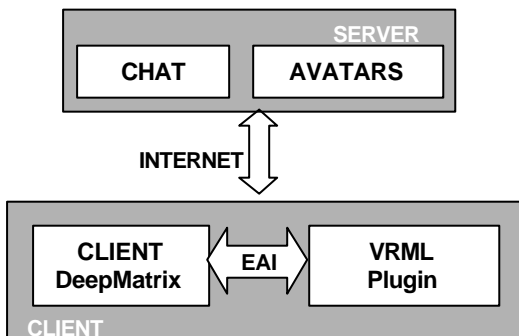 SERVER
CHAT
AVATARS
INTERNET
CLIENT
DeepMatrix
EAI
VRML
Plugin
CLIENT